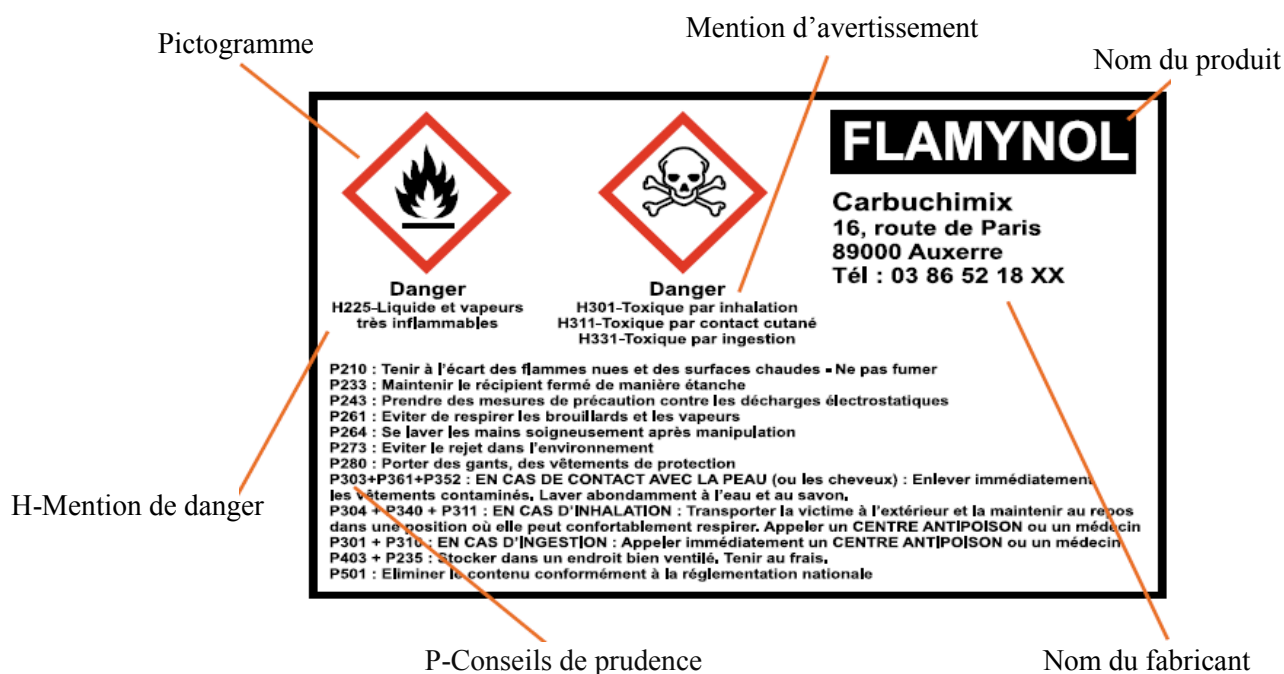 Mention d’avertissement
Pictogramme
Nom du produit
FLAMYNOL
Carbuchimix
16, route de Paris
89000 Auxerre
Tél : 03 86 52 18 XX
Danger
H225-Liquide et vapeurs
très inflammables
Danger
H301-Toxique par inhalation
H311-Toxique par contact cutané
H331-Toxique par ingestion
P210 : Tenir à l’écart des flammes nues et des surfaces chaudes - Ne pas fumer
P233 : Maintenir le récipient fermé de manière étanche
P243 : Prendre des mesures de précaution contre les décharges électrostatiques
P261 : Eviter de respirer les brouillards et les vapeurs
P264 : Se laver les mains soigneusement après manipulation
P273 : Eviter le rejet dans l’environnement
P280 : Porter des gants, des vêtements de protection
P303+P361+P352 : EN CAS DE CONTACT AVEC LA PEAU (ou les cheveux) : Enlever immédiatement
les vêtements contaminés. Laver abondamment à l’eau et au savon.
P304 + P340 + P311 : EN CAS D’INHALATION : Transporter la victime à l’extérieur et la maintenir au repos
dans une position où elle peut confortablement respirer. Appeler un CENTRE ANTIPOISON ou un médecin
P301 + P310 : EN CAS D’INGESTION : Appeler immédiatement un CENTRE ANTIPOISON ou un médecin
P403 + P235 : Stocker dans un endroit bien ventilé. Tenir au frais.
P501 : Eliminer le contenu conformément à la réglementation nationale
H-Mention de danger
P-Conseils de prudence
Nom du fabricant